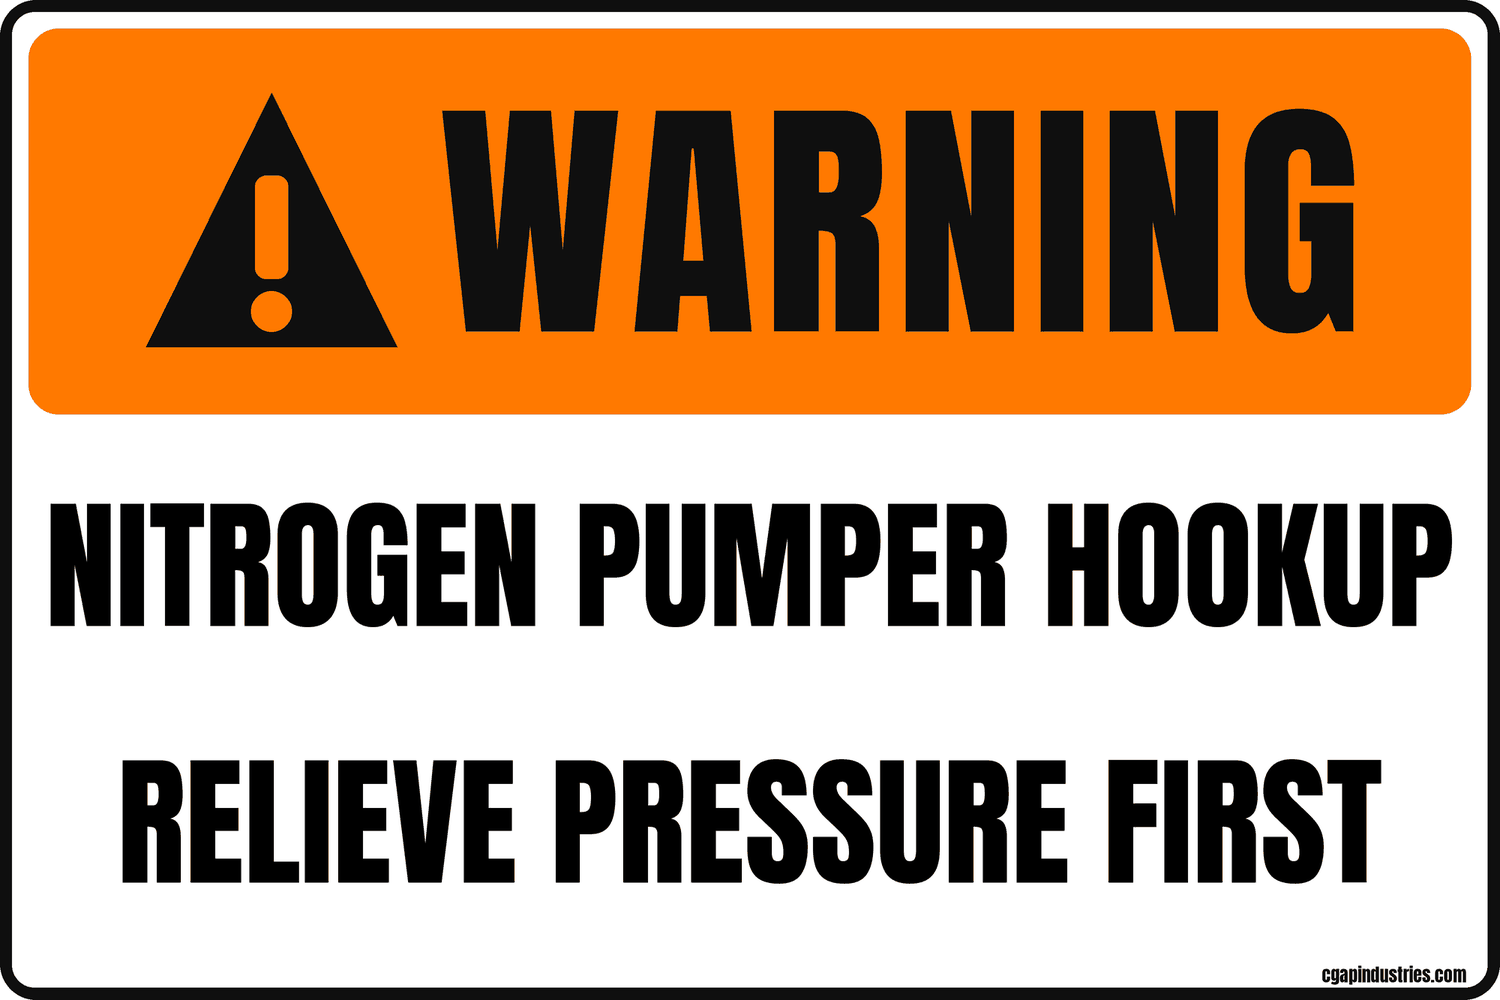 WARNING
NITROGEN PUMPER HOOKUP
RELIEVE PRESSURE FIRST
cgapindustries.com